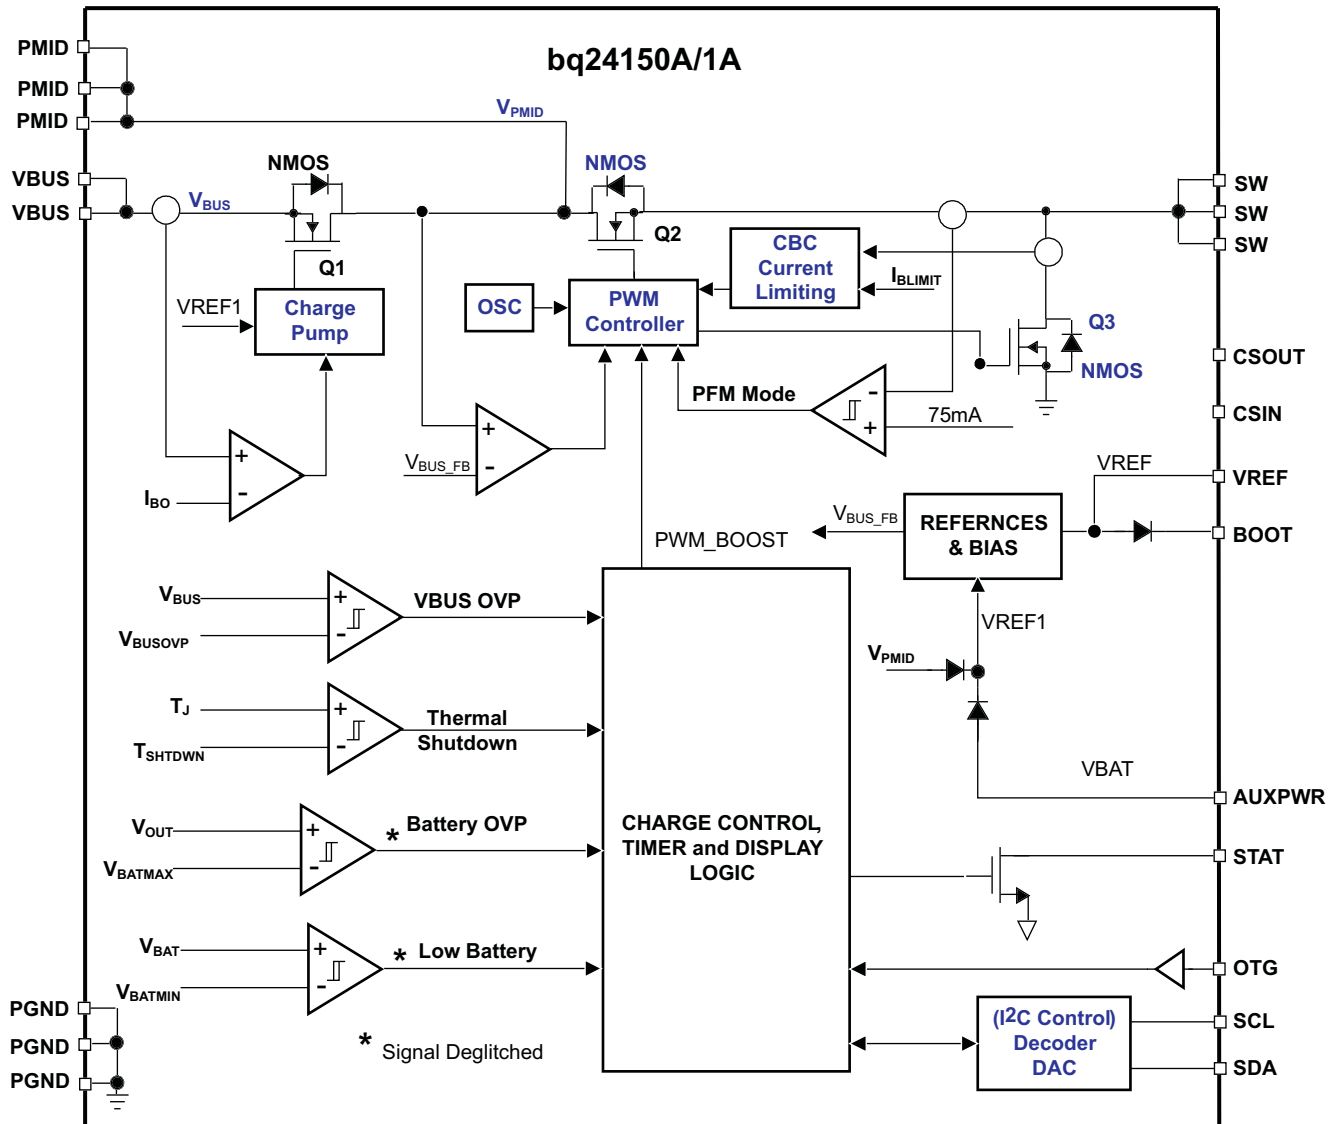 bq24150A/1A
PMID
PMID
PMID
VBUS
VBUS
VPMID
NMOS
VBUS
Q1
NMOS
Q2
SW
SW
SW
CBC
Current
Limiting
IBLIMIT
VREF1
Charge
Pump
OSC
PWM
Controller
Q3
NMOS
CSOUT
CSIN
PFM Mode
-
+
75mA
+
-
VBUS_FB
+
-
IBO
VREF
VREF
BOOT
VBUS_FB
REFERNCES
& BIAS
PWM_BOOST
VREF1
VPMID
VBAT
AUXPWR
VBUS
VBUSOVP
+
-
VBUS OVP
TJ
TSHTDWN
+
-
Thermal
Shutdown
VOUT
VBATMAX
+
-
* Battery OVP
VBAT
VBATMIN
+
-
* Low Battery
CHARGE CONTROL,
TIMER and DISPLAY
LOGIC
STAT
OTG
(I2C Control)
Decoder
DAC
SCL
SDA
PGND
PGND
PGND
* Signal Deglitched